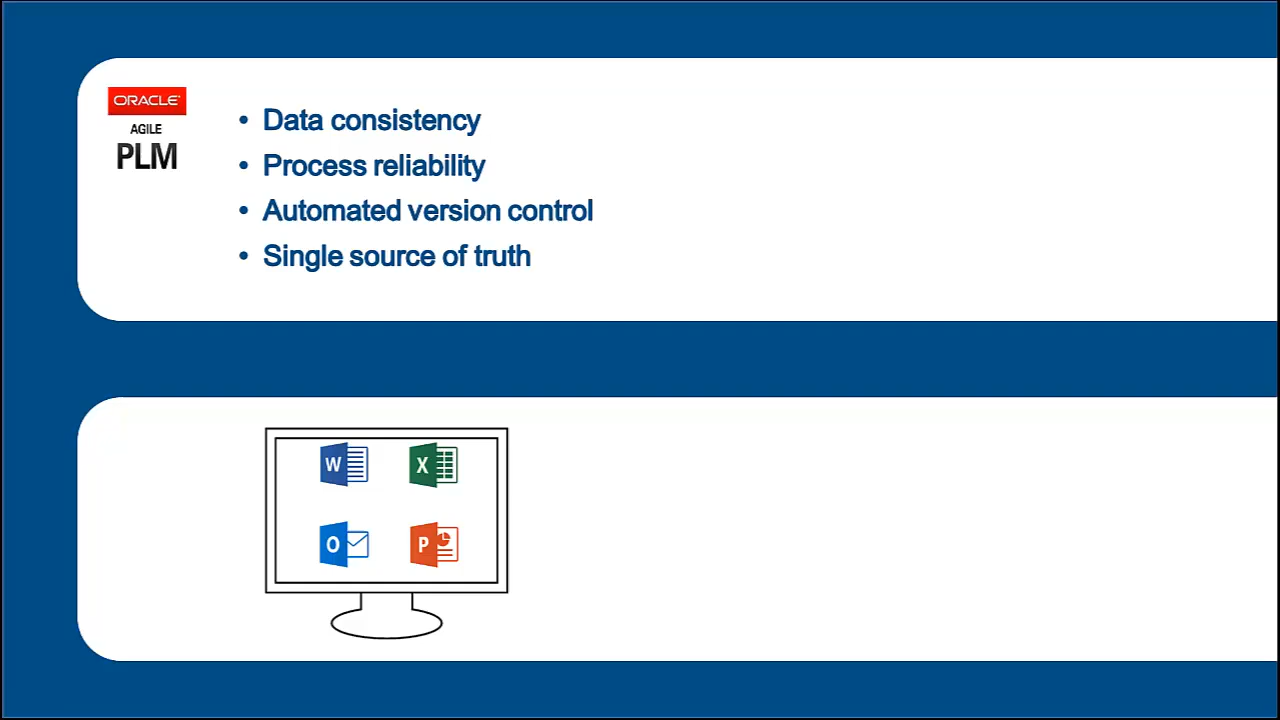 ORACLE
AGILE
PLM
• Data consistency
• Process reliability
• Automated version control
• Single source of truth
W X
O P